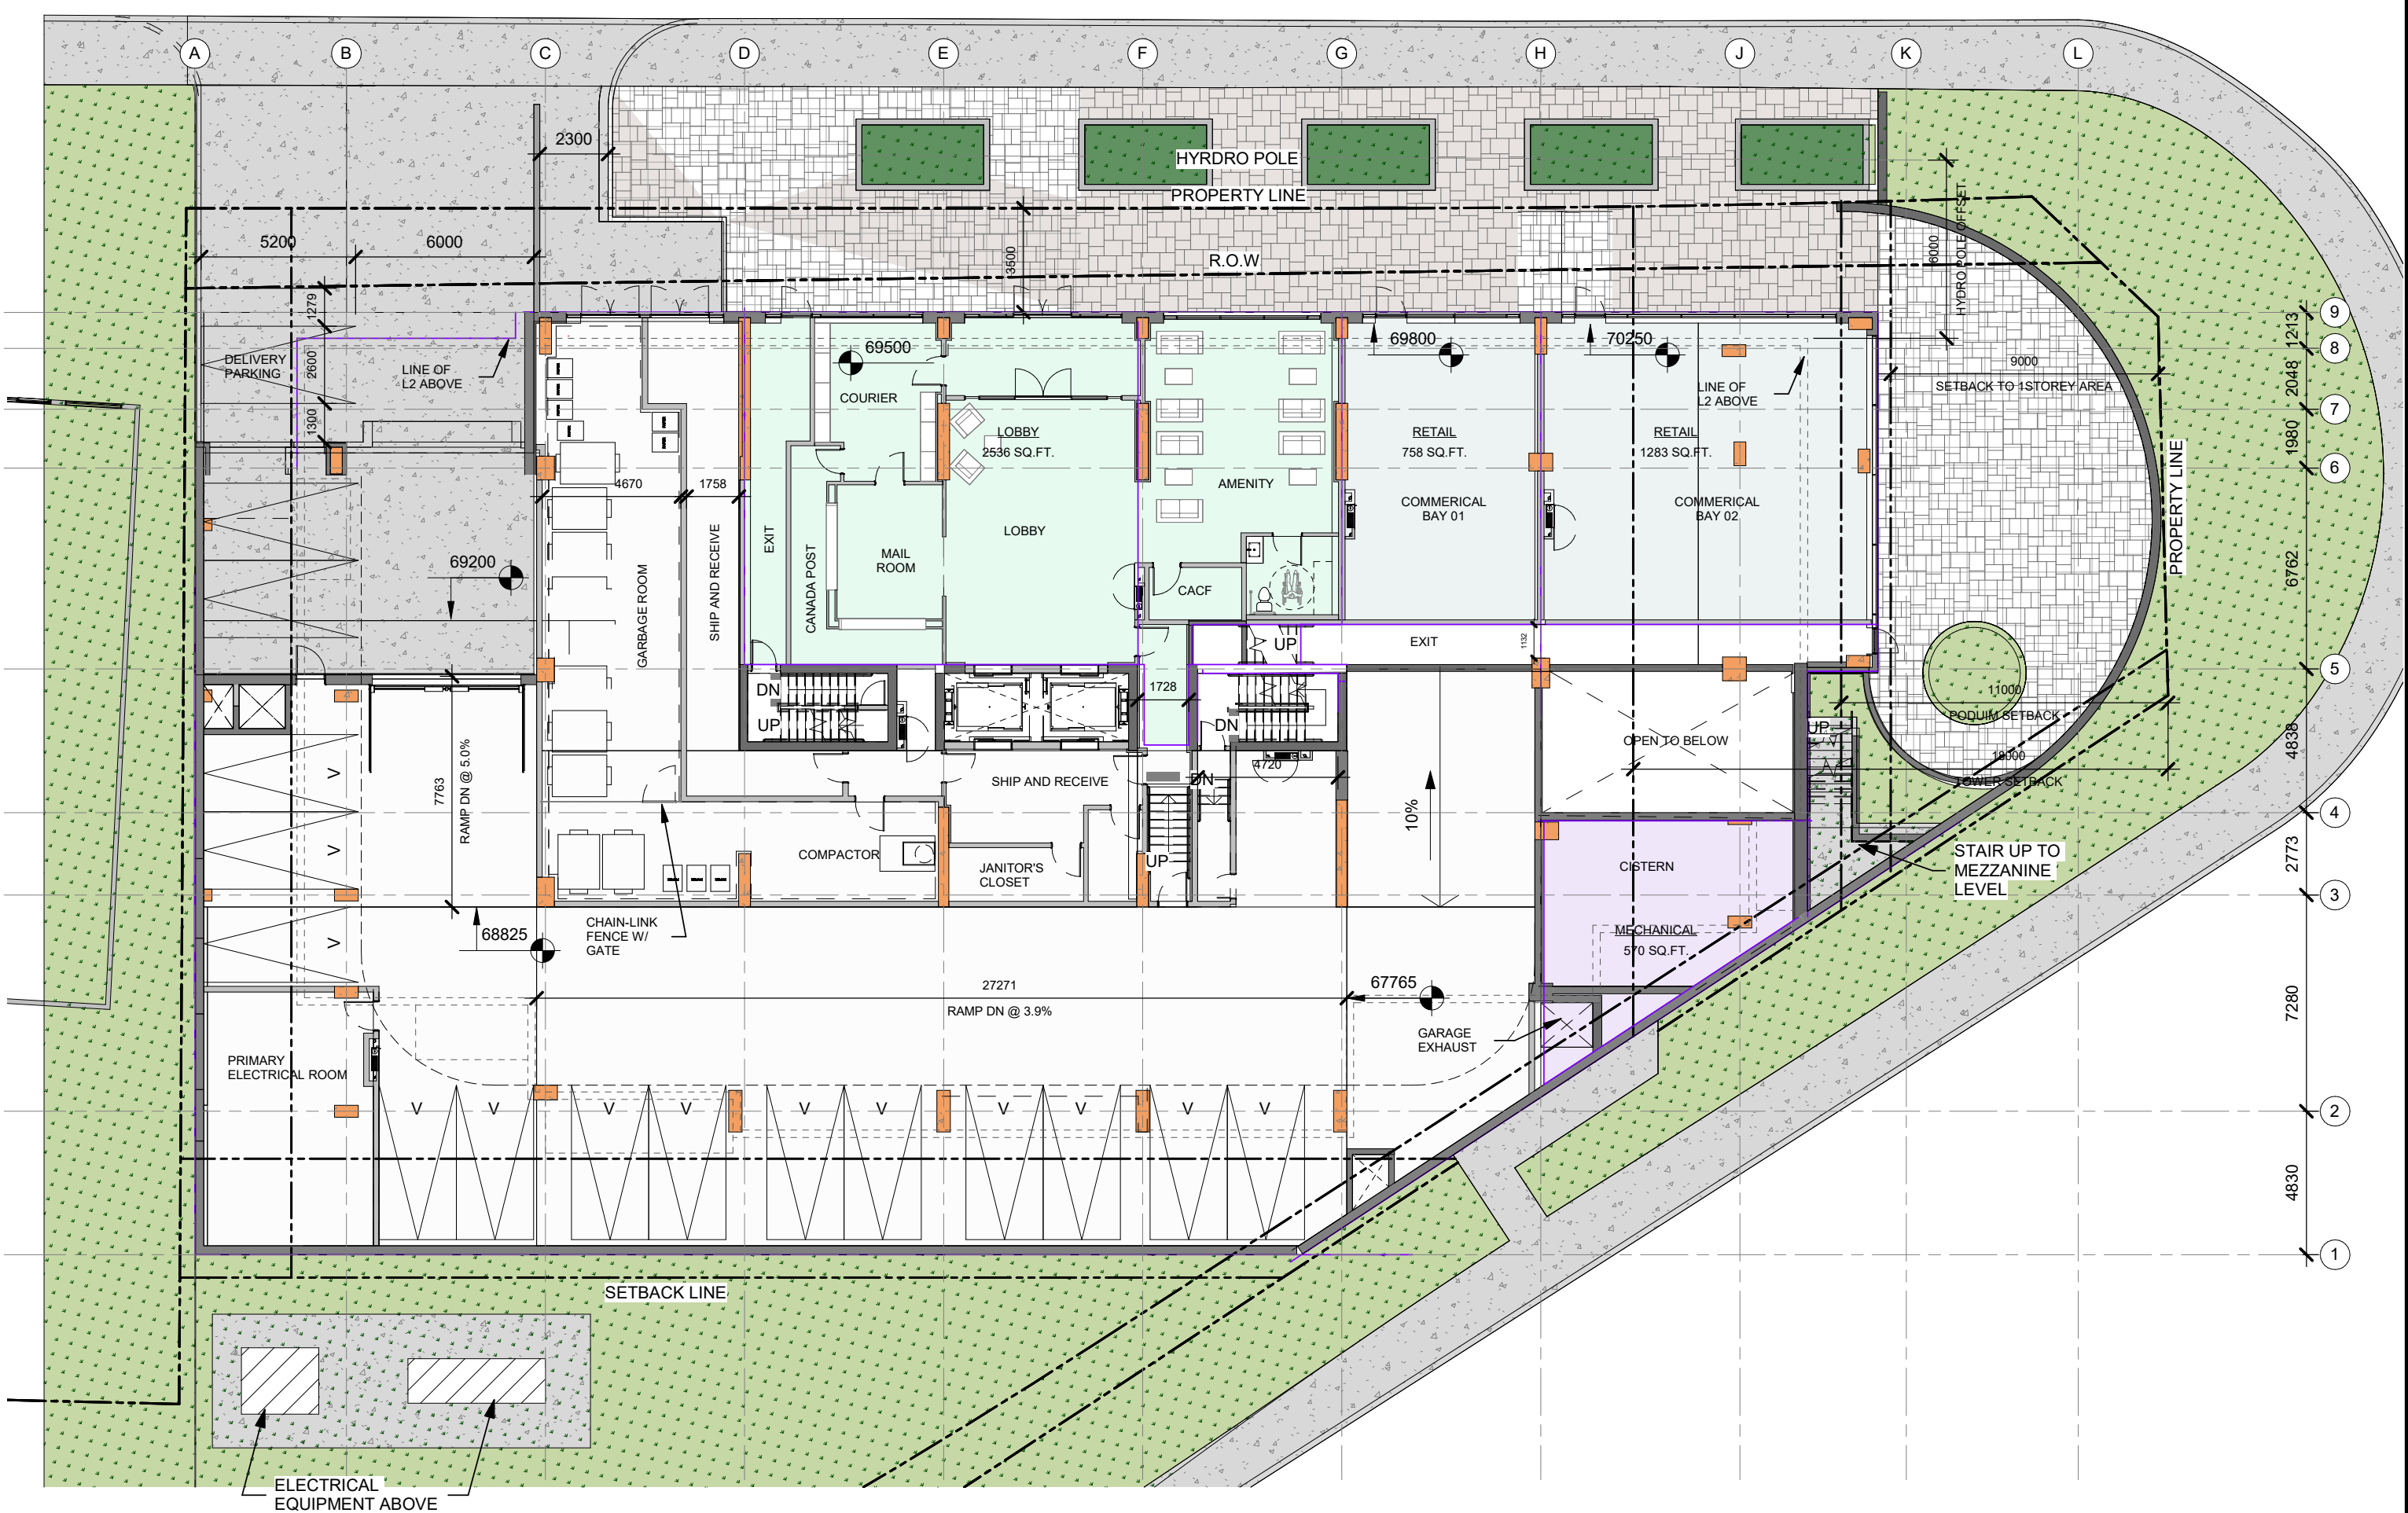 A
B
C
D
E
F
G
H
J
K
L
2300
HYRDRO POLE
PROPERTY LINE
5200
6000
3500
R.O.W.
6000
HYDRO POLE OFFSET
1279
2600
1300
DELIVERY
PARKING
LINE OF
L2 ABOVE
69500
COURIER
69800
70250
LINE OF
L2 ABOVE
9000
SETBACK TO 1STOREY AREA
9
1213
8
2048
7
1980
6
6762
5
4838
4
2773
3
7280
2
4830
1
LOBBY
2536 SQ.FT.
RETAIL
758 SQ.FT.
RETAIL
1283 SQ.FT.
PROPERTY LINE
4670
1758
AMENITY
COMMERICAL
BAY 01
COMMERICAL
BAY 02
EXIT
LOBBY
MAIL
ROOM
CANADA POST
SHIP AND RECEIVE
GARBAGE ROOM
69200
CACF
UP
EXIT
1132
DN
UP
1728
DN
11000
PODUIM SETBACK
UP
OPEN TO BELOW
18000
TOWER SETBACK
7763
RAMP DN @ 5.0%
V
V
V
SHIP AND RECEIVE
DN
4720
10%
COMPACTOR
JANITOR'S
CLOSET
UP
CISTERN
STAIR UP TO
MEZZANINE
LEVEL
CHAIN-LINK
FENCE W/
GATE
68825
MECHANICAL
570 SQ.FT.
27271
RAMP DN @ 3.9%
67765
GARAGE
EXHAUST
PRIMARY
ELECTRICAL ROOM
V
V
V
V
V
V
V
V
V
V
SETBACK LINE
ELECTRICAL
EQUIPMENT ABOVE